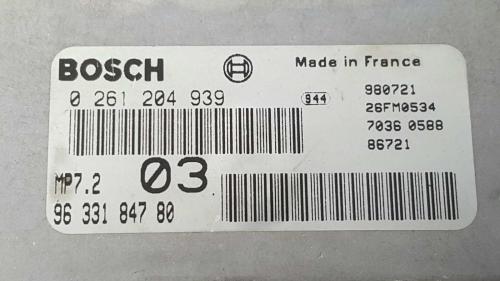 BOSCH Made in France
0 261 204 939 944 980721
26FM0534
7036 0588
86721
MP7.2 03
96 331 847 80